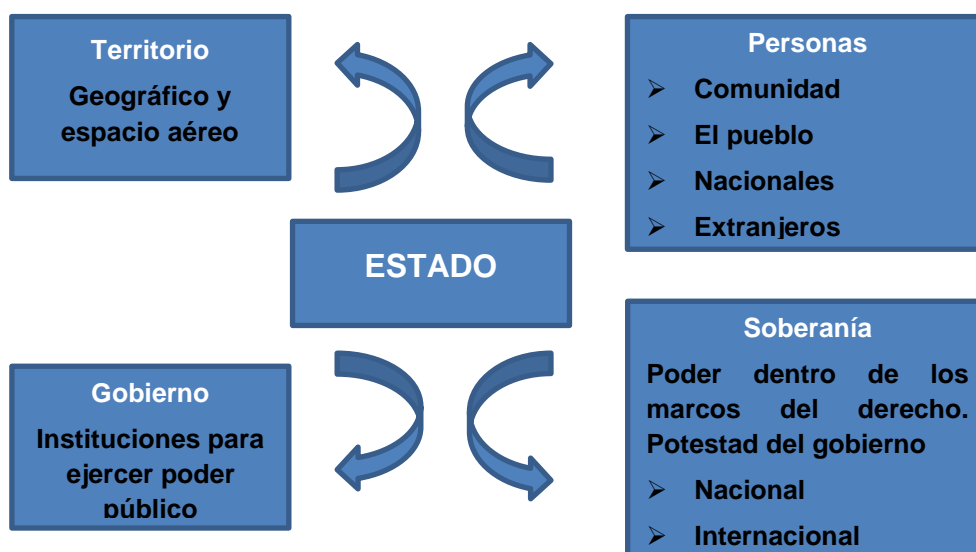 Territorio
Geográfico y
espacio aéreo
Personas
➢ Comunidad
➢ El pueblo
➢ Nacionales
➢ Extranjeros
ESTADO
Gobierno
Instituciones para
ejercer poder
público
Soberanía
Poder dentro de los
marcos del derecho.
Potestad del gobierno
➢ Nacional
➢ Internacional